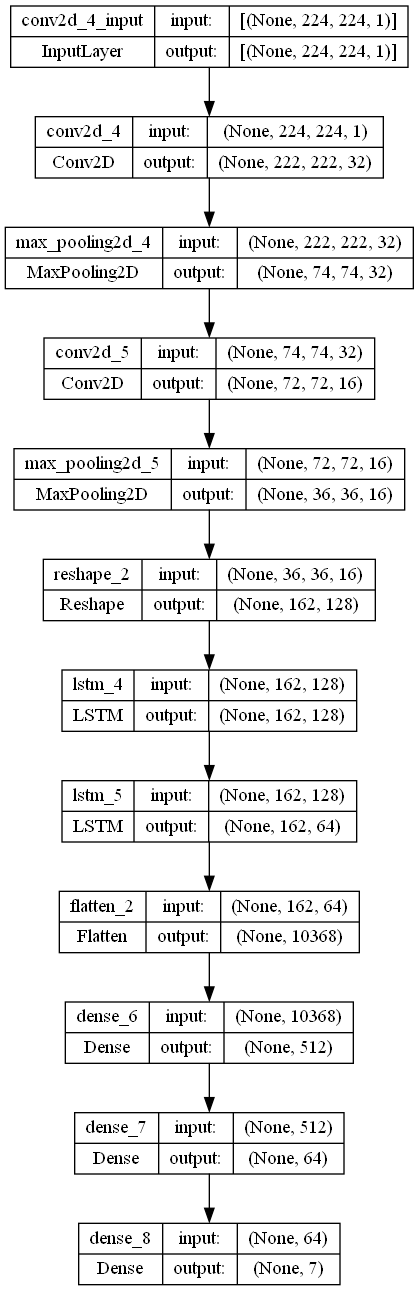 conv2d_4_input input: [(None, 224, 224, 1)]
InputLayer output: [(None, 224, 224, 1)]
conv2d_4 input: (None, 224, 224, 1)
Conv2D output: (None, 222, 222, 32)
max_pooling2d_4 input: (None, 222, 222, 32)
MaxPooling2D output: (None, 74, 74, 32)
conv2d_5 input: (None, 74, 74, 32)
Conv2D output: (None, 72, 72, 16)
max_pooling2d_5 input: (None, 72, 72, 16)
MaxPooling2D output: (None, 36, 36, 16)
reshape_2 input: (None, 36, 36, 16)
Reshape output: (None, 162, 128)
lstm_4 input: (None, 162, 128)
LSTM output: (None, 162, 128)
lstm_5 input: (None, 162, 128)
LSTM output: (None, 162, 64)
flatten_2 input: (None, 162, 64)
Flatten output: (None, 10368)
dense_6 input: (None, 10368)
Dense output: (None, 512)
dense_7 input: (None, 512)
Dense output: (None, 64)
dense_8 input: (None, 64)
Dense output: (None, 7)